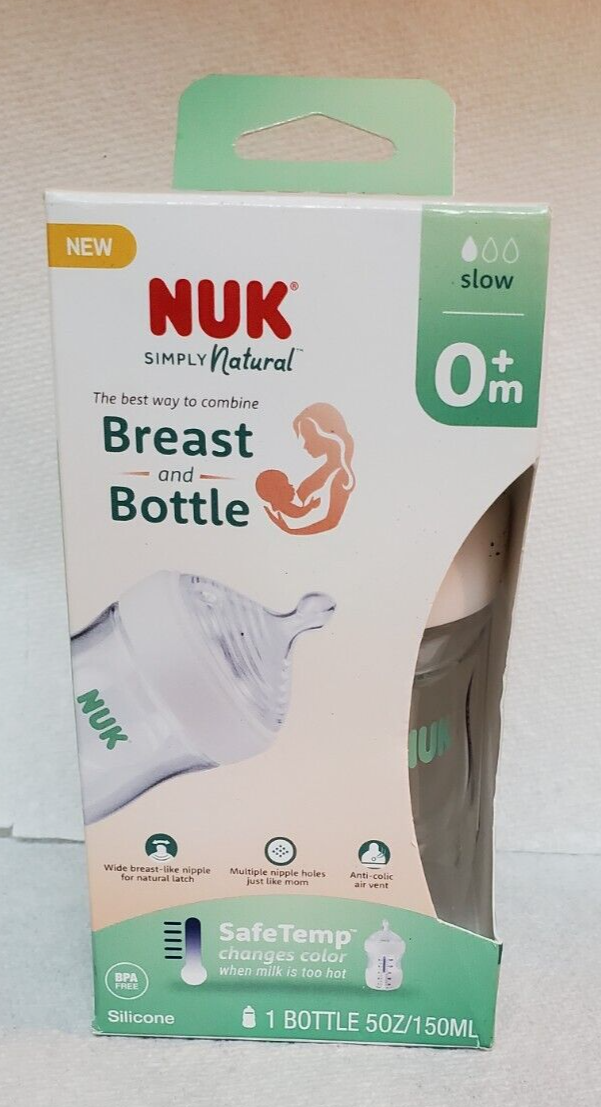 NEW
slow
0+m
NUK®
SIMPLY Natural™
The best way to combine
Breast
and
Bottle
NUK
NUK
Wide breast-like nipple
for natural latch
Multiple nipple holes
just like mom
Anti-colic
air vent
SafeTemp™
changes color
when milk is too hot
BPA
FREE
Silicone
1 BOTTLE 5OZ/150ML